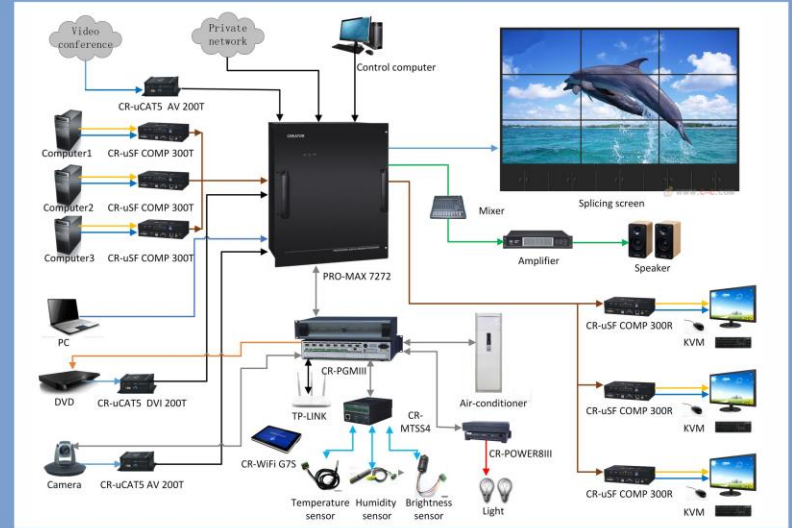 Video
conference
Private
network
Control computer
CR-uCAT5 AV 200T
Computer1
CR-uSF COMP 300T
Computer2
CR-uSF COMP 300T
Computer3
CR-uSF COMP 300T
CREATOR
Splicing screen
Mixer
Amplifier
Speaker
PRO-MAX 7272
PC
CR-PGMIII
DVD
CR-uCAT5 DVI 200T
TP-LINK
Air-conditioner
CR-
MTSS4
CR-WiFi G7S
CR-POWER8III
Camera
CR-uCAT5 AV 200T
Temperature
sensor
Humidity
sensor
Brightness
sensor
Light
CR-uSF COMP 300R
KVM
CR-uSF COMP 300R
KVM
CR-uSF COMP 300R
KVM